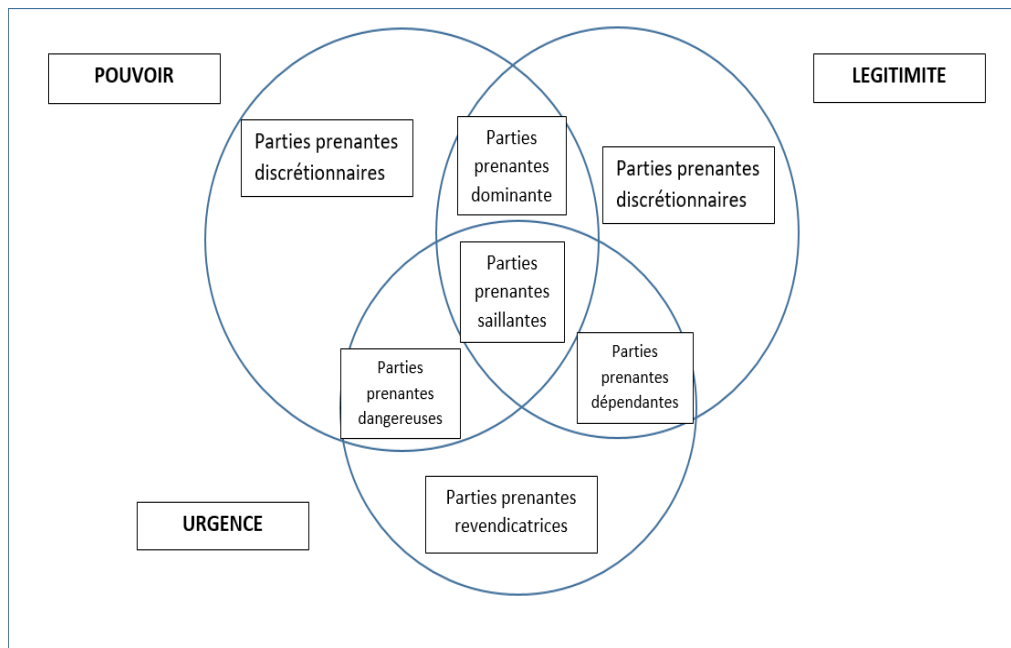 POUVOIR
LEGITIMITE
Parties prenantes
discrétionnaires
Parties
prenantes
dominante
Parties prenantes
discrétionnaires
Parties
prenantes
saillantes
Parties
prenantes
dangereuses
Parties
prenantes
dépendantes
Parties prenantes
revendicatrices
URGENCE